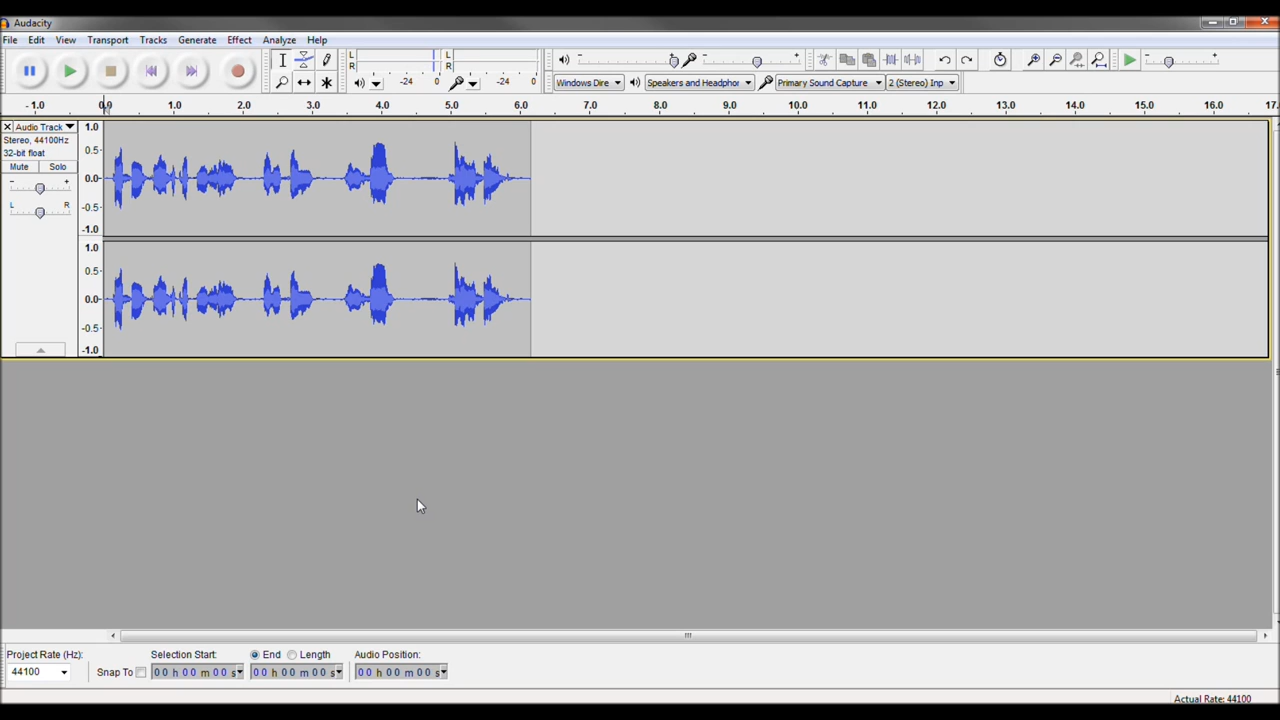 Audacity
File Edit View Transport Tracks Generate Effect Analyze Help
L R -24 0 L R -24 0
Windows Dire Speakers and Headphor Primary Sound Capture 2 (Stereo) Inp
-1.0 0.0 1.0 2.0 3.0 4.0 5.0 6.0 7.0 8.0 9.0 10.0 11.0 12.0 13.0 14.0 15.0 16.0 17.
Audio Track
Stereo, 44100Hz
32-bit float
Mute Solo
- +
L R
1.0
0.5
0.0
-0.5
-1.0
1.0
0.5
0.0
-0.5
-1.0
Project Rate (Hz): Selection Start: End Length Audio Position:
44100 Snap To 00 h 00 m 00 s 00 h 00 m 00 s 00 h 00 m 00 s
Actual Rate: 44100